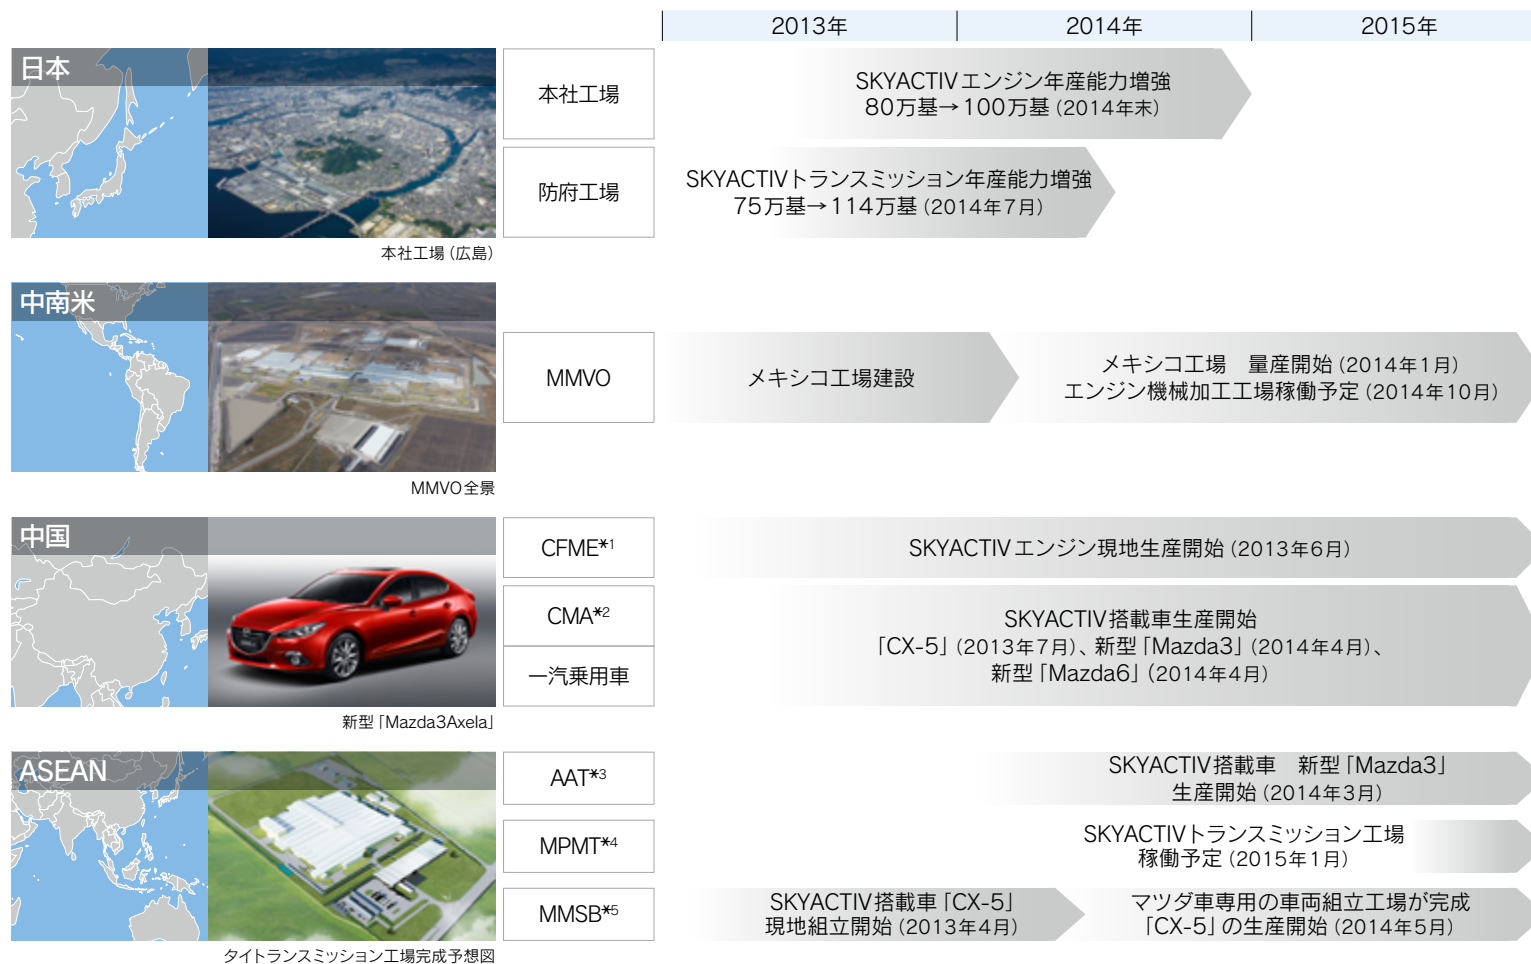 2013年
2014年
2015年
日本
本社工場（広島）
本社工場
SKYACTIVエンジン年産能力増強
80万基→100万基（2014年末）
防府工場
SKYACTIVトランスミッション年産能力増強
75万基→114万基（2014年7月）
中南米
MMVO全景
MMVO
メキシコ工場建設
メキシコ工場　量産開始（2014年1月）
エンジン機械加工工場稼働予定（2014年10月）
中国
新型「Mazda3Axela」
CFME*1
SKYACTIVエンジン現地生産開始（2013年6月）
CMA*2
一汽乗用車
SKYACTIV搭載車生産開始
「CX-5」（2013年7月）、新型「Mazda3」（2014年4月）、
新型「Mazda6」（2014年4月）
ASEAN
タイトランスミッション工場完成予想図
AAT*3
SKYACTIV搭載車　新型「Mazda3」
生産開始（2014年3月）
MPMT*4
SKYACTIVトランスミッション工場
稼働予定（2015年1月）
MMSB*5
SKYACTIV搭載車「CX-5」
現地組立開始（2013年4月）
マツダ車専用の車両組立工場が完成
「CX-5」の生産開始（2014年5月）